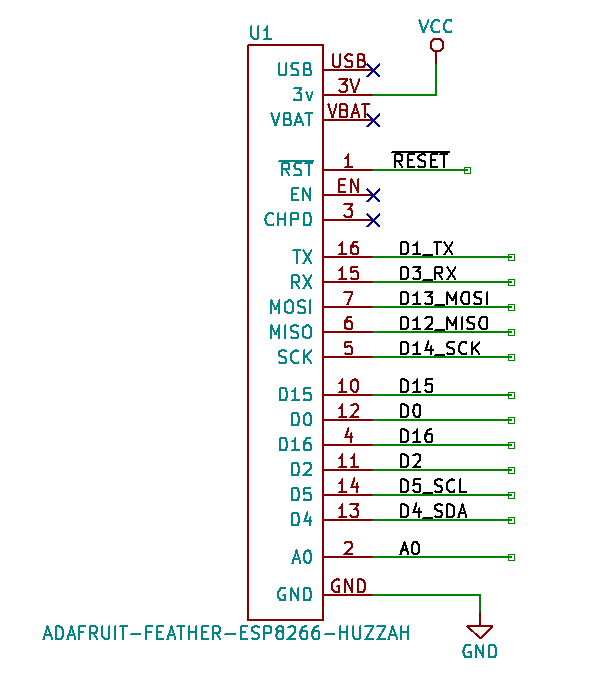 VCC
U1
USB USB
3v 3V
VBAT VBAT
RST 1 RESET
EN EN
CHPD 3
TX 16 D1_TX
RX 15 D3_RX
MOSI 7 D13_MOSI
MISO 6 D12_MISO
SCK 5 D14_SCK
D15 10 D15
D0 12 D0
D16 4 D16
D2 11 D2
D5 14 D5_SCL
D4 13 D4_SDA
A0 2 A0
GND GND
ADAFRUIT-FEATHER-ESP8266-HUZZAH
GND